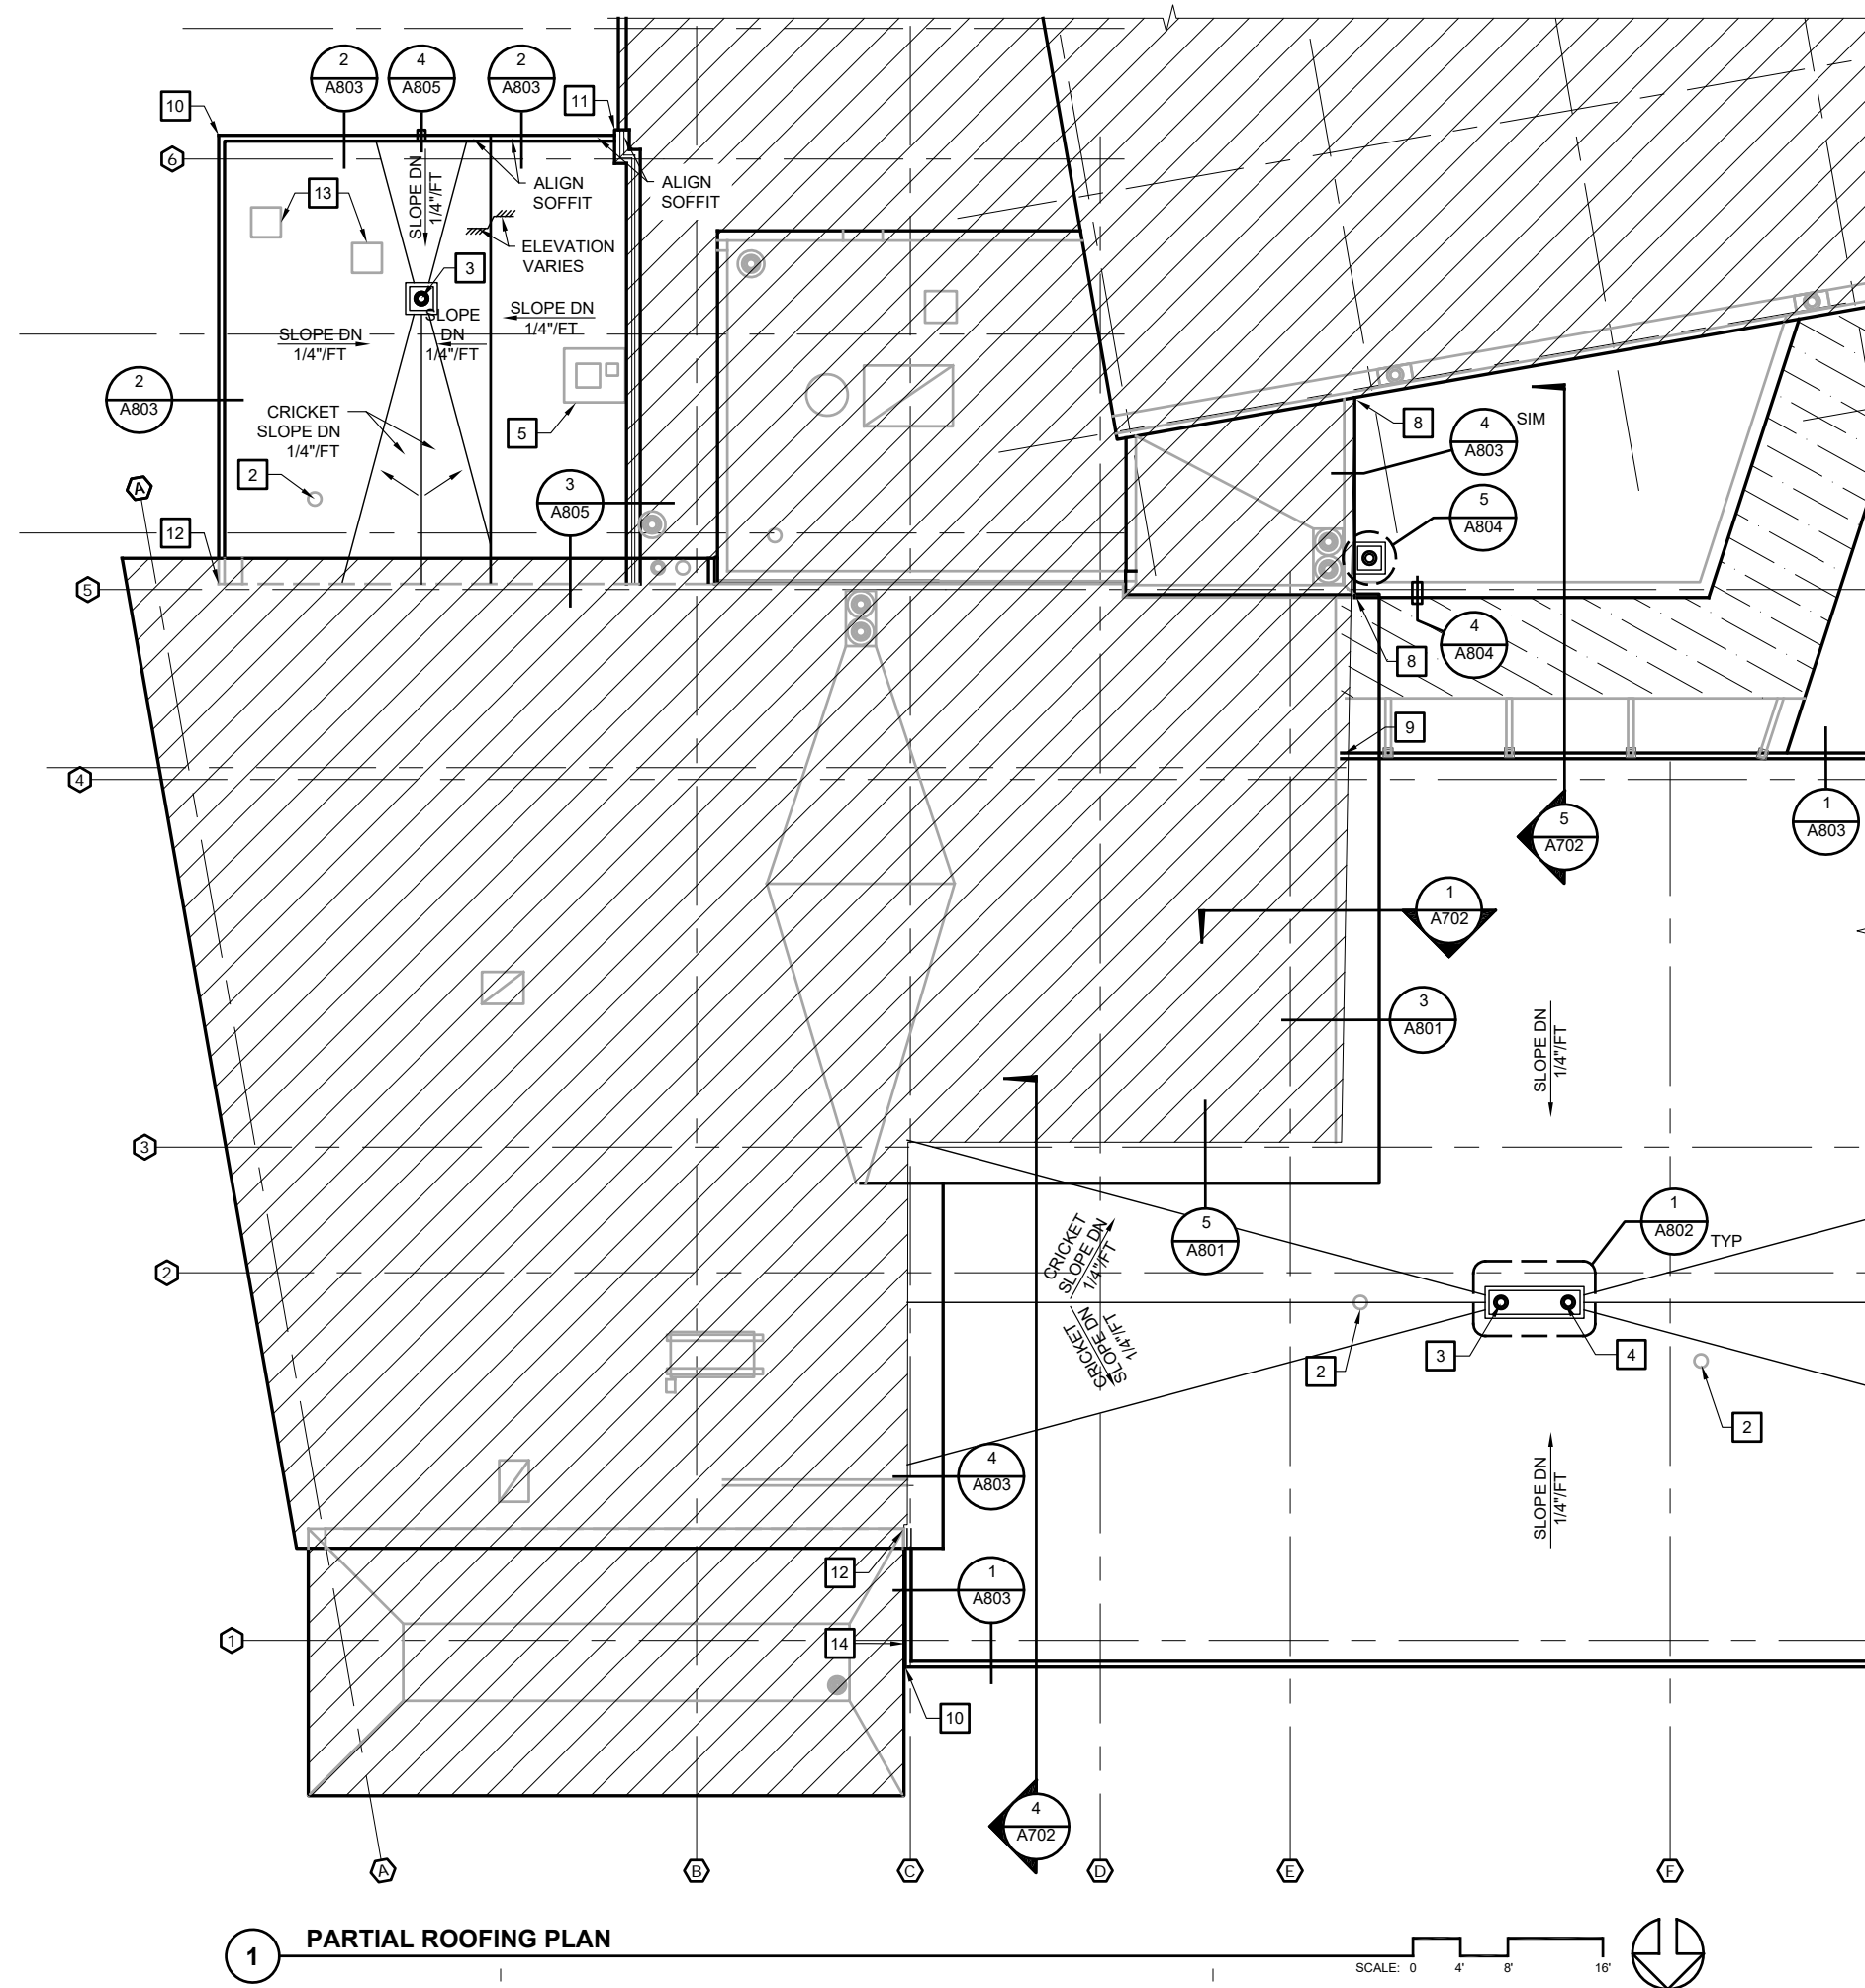 2
A803
4
A805
2
A803
10
11
6
SLOPE DN
1/4"/FT
ALIGN
SOFFIT
ALIGN
SOFFIT
13
ELEVATION
VARIES
3
SLOPE DN
1/4"/FT
SLOPE
DN
1/4"/FT
SLOPE DN
1/4"/FT
2
A803
CRICKET
SLOPE DN
1/4"/FT
5
8
4
A803
SIM
2
A
3
A805
5
A804
12
5
4
A804
8
9
4
5
A702
1
A803
1
A702
3
A801
SLOPE DN
1/4"/FT
3
5
A801
1
A802
TYP
CRICKET
SLOPE DN
1/4"/FT
2
CRICKET
SLOPE DN
1/4"/FT
2
3
4
2
4
A803
SLOPE DN
1/4"/FT
12
1
A803
1
14
10
4
A702
A
B
C
D
E
F
1
PARTIAL ROOFING PLAN
SCALE: 0 4' 8' 16'